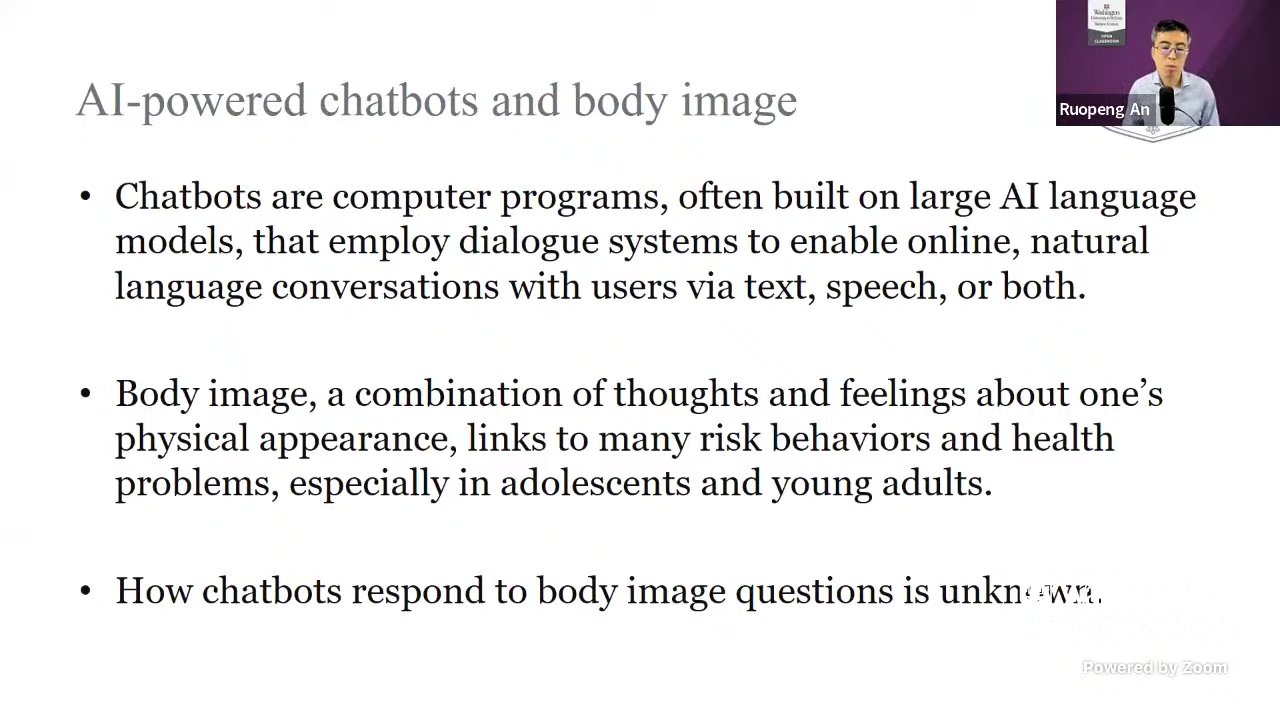 AI-powered chatbots and body image
Washington
OPEN
CLASSROOM
Ruopeng An
• Chatbots are computer programs, often built on large AI language
models, that employ dialogue systems to enable online, natural
language conversations with users via text, speech, or both.
• Body image, a combination of thoughts and feelings about one’s
physical appearance, links to many risk behaviors and health
problems, especially in adolescents and young adults.
• How chatbots respond to body image questions is unknown.
Powered by Zoom